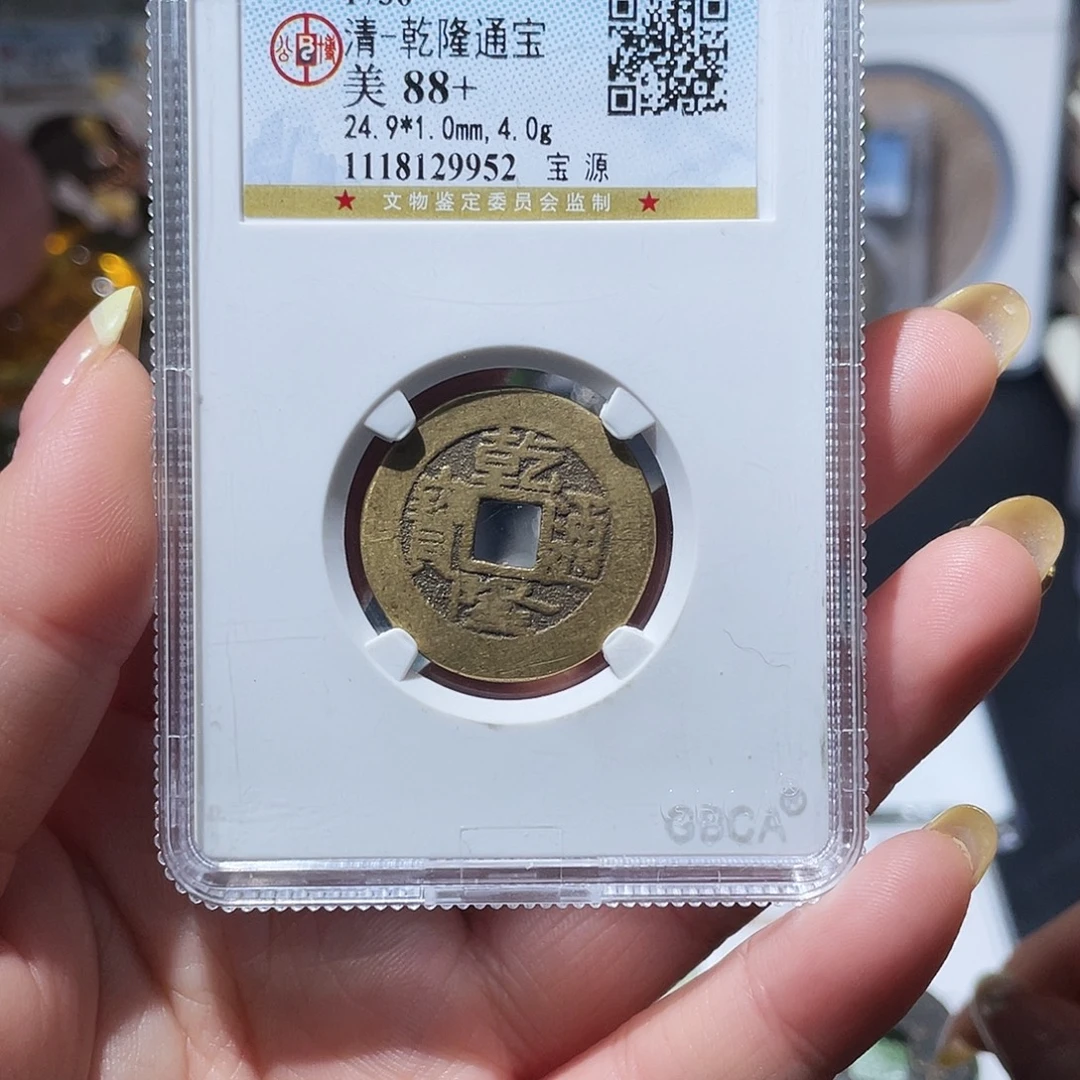 清-乾隆通宝
美 88+
24.9*1.0mm,4.0g
1118129952 宝源
★ 文物鉴定委员会监制 ★
乾隆通寶
GBCA